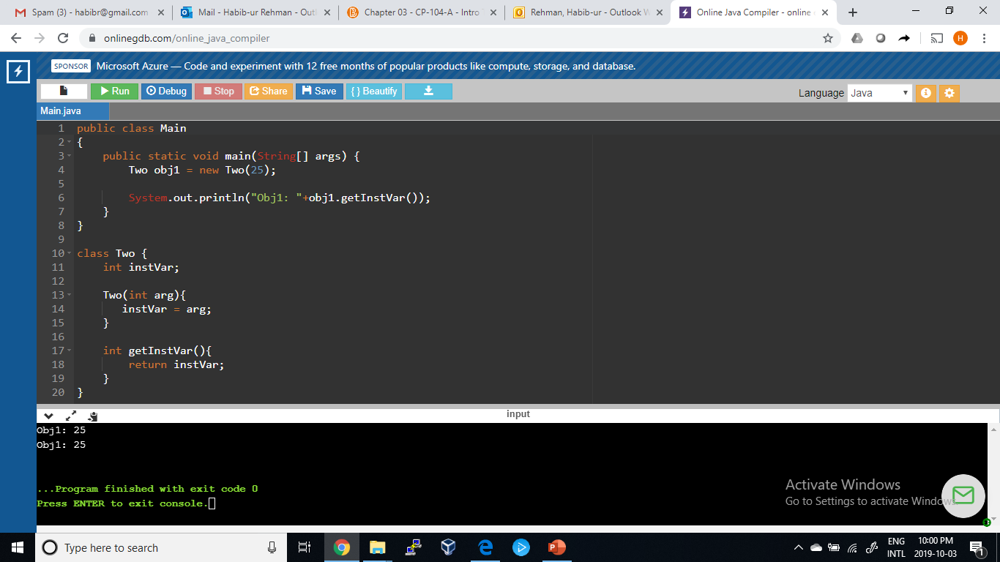 Spam (3) - habibr@gmail.com
Mail - Habib-ur Rehman - Outl
Chapter 03 - CP-104-A - Intro
Rehman, Habib-ur - Outlook W
Online Java Compiler - online
onlinegdb.com/online_java_compiler
H
SPONSOR Microsoft Azure — Code and experiment with 12 free months of popular products like compute, storage, and database.
Run Debug Stop Share Save { } Beautify Language Java
Main.java
1 public class Main
2 {
3 public static void main(String[] args) {
4 Two obj1 = new Two(25);
5
6 System.out.println("Obj1: "+obj1.getInstVar());
7 }
8 }
9
10 class Two {
11 int instVar;
12
13 Two(int arg){
14 instVar = arg;
15 }
16
17 int getInstVar(){
18 return instVar;
19 }
20 }
input
Obj1: 25
Obj1: 25
...Program finished with exit code 0
Press ENTER to exit console.
Activate Windows
Go to Settings to activate Windows.
Type here to search
ENG
INTL
10:00 PM
2019-10-03
1